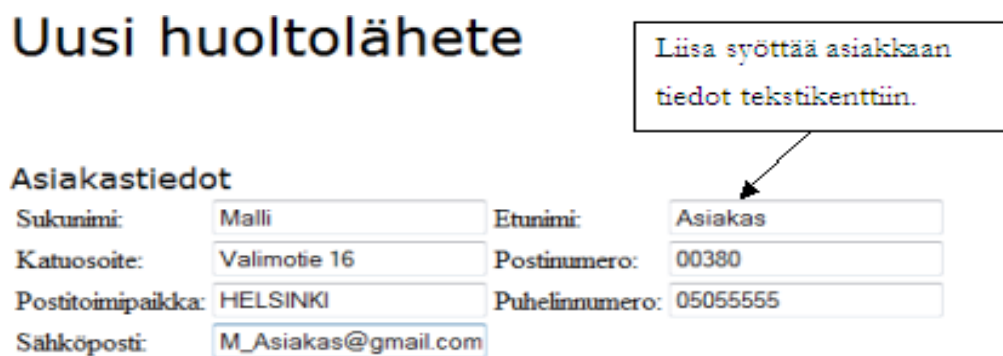 Uusi huoltolähete
Liisa syöttää asiakkaan
tiedot tekstikenttiin.
Asiakastiedot
Sukunimi: Malli Etunimi: Asiakas
Katuosoite: Valimotie 16 Postinumero: 00380
Postitoimipaikka: HELSINKI Puhelinnumero: 05055555
Sähköposti: M_Asiakas@gmail.com